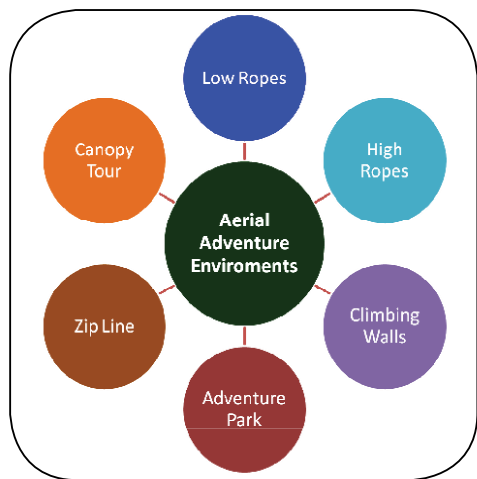 Low Ropes
Canopy
Tour
High
Ropes
Aerial
Adventure
Enviroments
Zip Line
Climbing
Walls
Adventure
Park